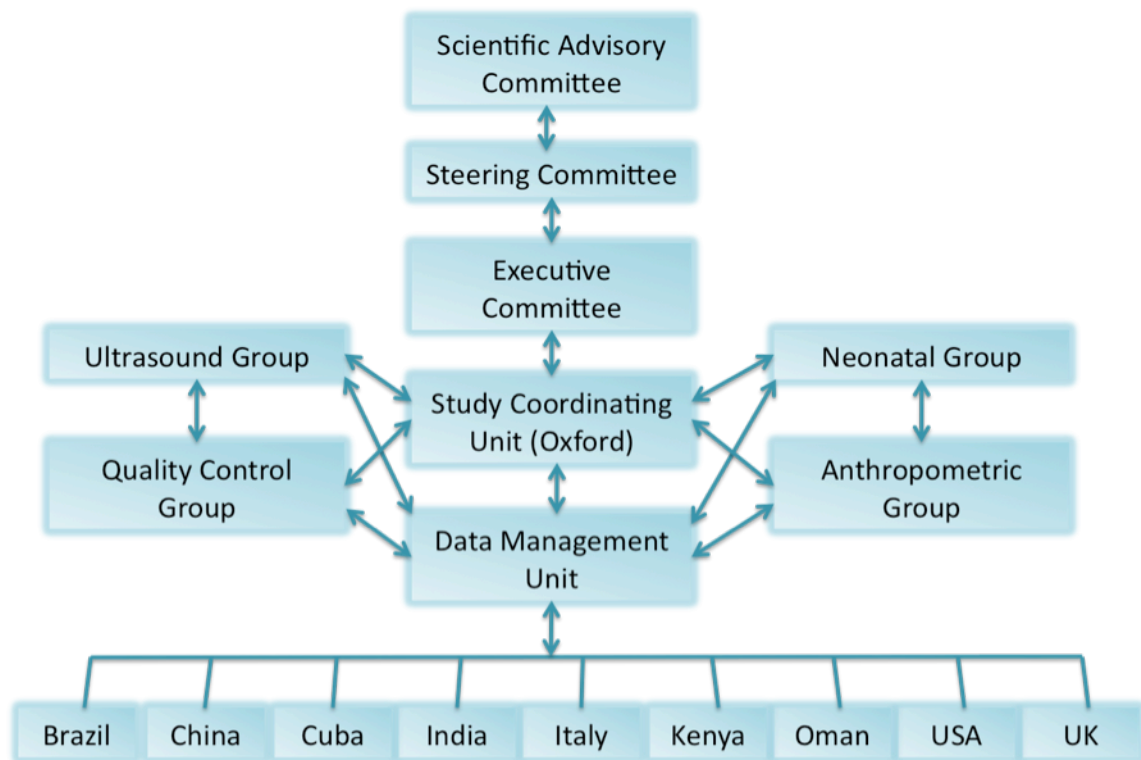 Scientific Advisory
Committee
Steering Committee
Executive
Committee
Ultrasound Group
Neonatal Group
Study Coordinating
Unit (Oxford)
Quality Control
Group
Anthropometric
Group
Data Management
Unit
Brazil
China
Cuba
India
Italy
Kenya
Oman
USA
UK